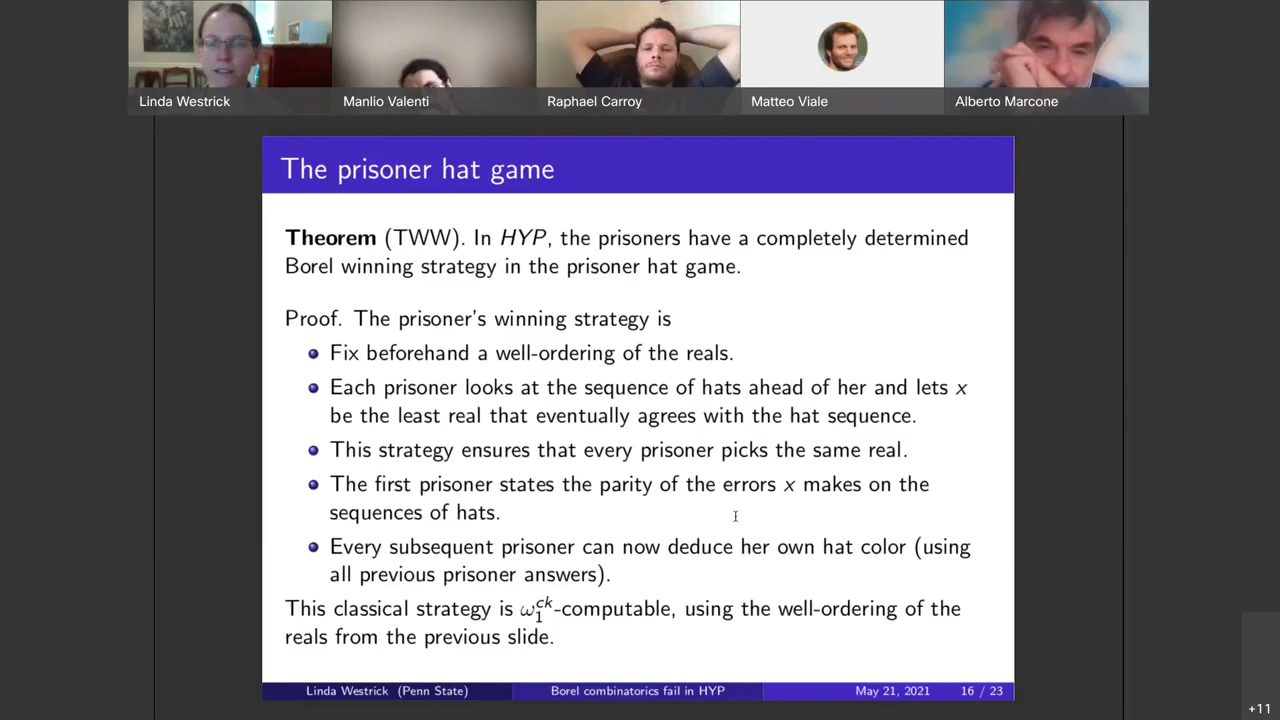 Linda Westrick
Manlio Valenti
Raphael Carroy
Matteo Viale
Alberto Marcone
The prisoner hat game
Theorem (TWW). In HYP, the prisoners have a completely determined
Borel winning strategy in the prisoner hat game.
Proof. The prisoner's winning strategy is
Fix beforehand a well-ordering of the reals.
Each prisoner looks at the sequence of hats ahead of her and lets x
be the least real that eventually agrees with the hat sequence.
This strategy ensures that every prisoner picks the same real.
The first prisoner states the parity of the errors x makes on the
sequences of hats.
Every subsequent prisoner can now deduce her own hat color (using
all previous prisoner answers).
This classical strategy is ω₁ᶜᵏ-computable, using the well-ordering of the
reals from the previous slide.
Linda Westrick (Penn State) Borel combinatorics fail in HYP May 21, 2021 16 / 23
+11